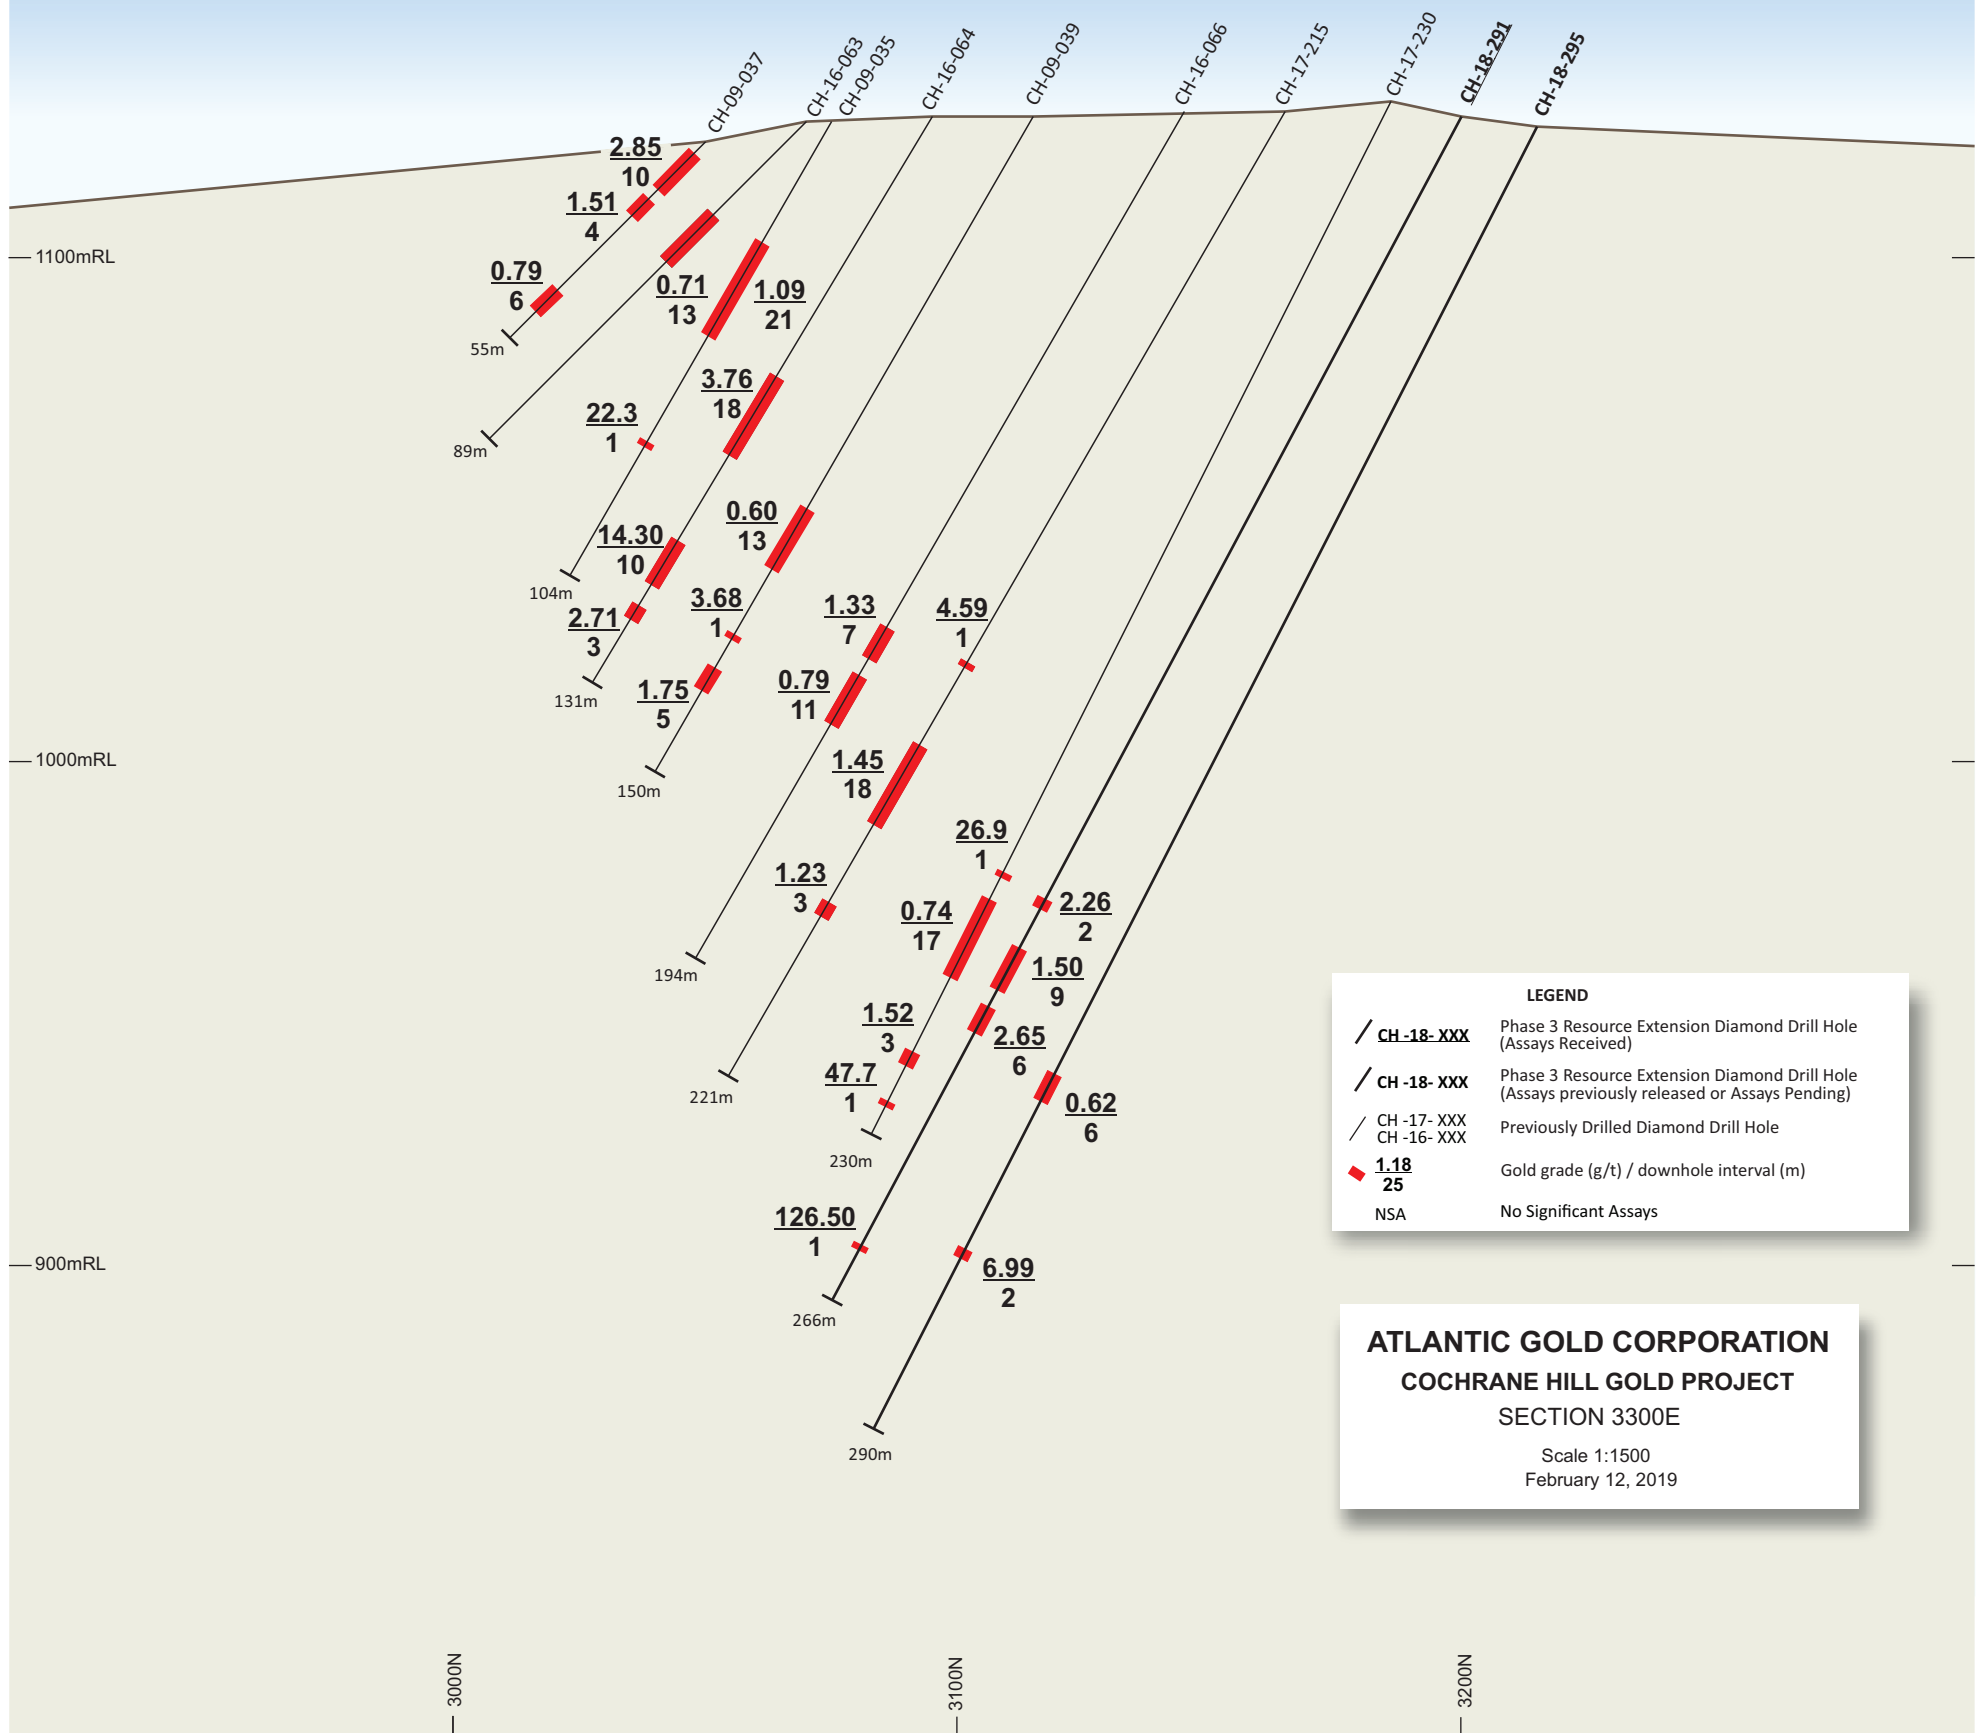 CH-09-037
CH-16-063
CH-09-035
CH-16-064
CH-09-039
CH-16-066
CH-17-215
CH-17-230
CH-18-291
CH-18-295
2.85
10
1.51
4
1100mRL
0.79
6
55m
0.71
13
1.09
21
3.76
18
22.3
1
89m
0.60
13
14.30
10
104m
2.71
3
3.68
1
1.33
7
4.59
1
131m
1.75
5
0.79
11
1000mRL
1.45
18
150m
26.9
1
1.23
3
0.74
17
2.26
2
194m
1.50
9
1.52
3
2.65
6
47.7
1
221m
0.62
6
230m
126.50
1
900mRL
6.99
2
266m
290m
LEGEND
CH -18- XXX
Phase 3 Resource Extension Diamond Drill Hole
(Assays Received)
CH -18- XXX
Phase 3 Resource Extension Diamond Drill Hole
(Assays previously released or Assays Pending)
CH -17- XXX
CH -16- XXX
Previously Drilled Diamond Drill Hole
1.18
25
Gold grade (g/t) / downhole interval (m)
NSA
No Significant Assays
ATLANTIC GOLD CORPORATION
COCHRANE HILL GOLD PROJECT
SECTION 3300E
Scale 1:1500
February 12, 2019
3000N
3100N
3200N